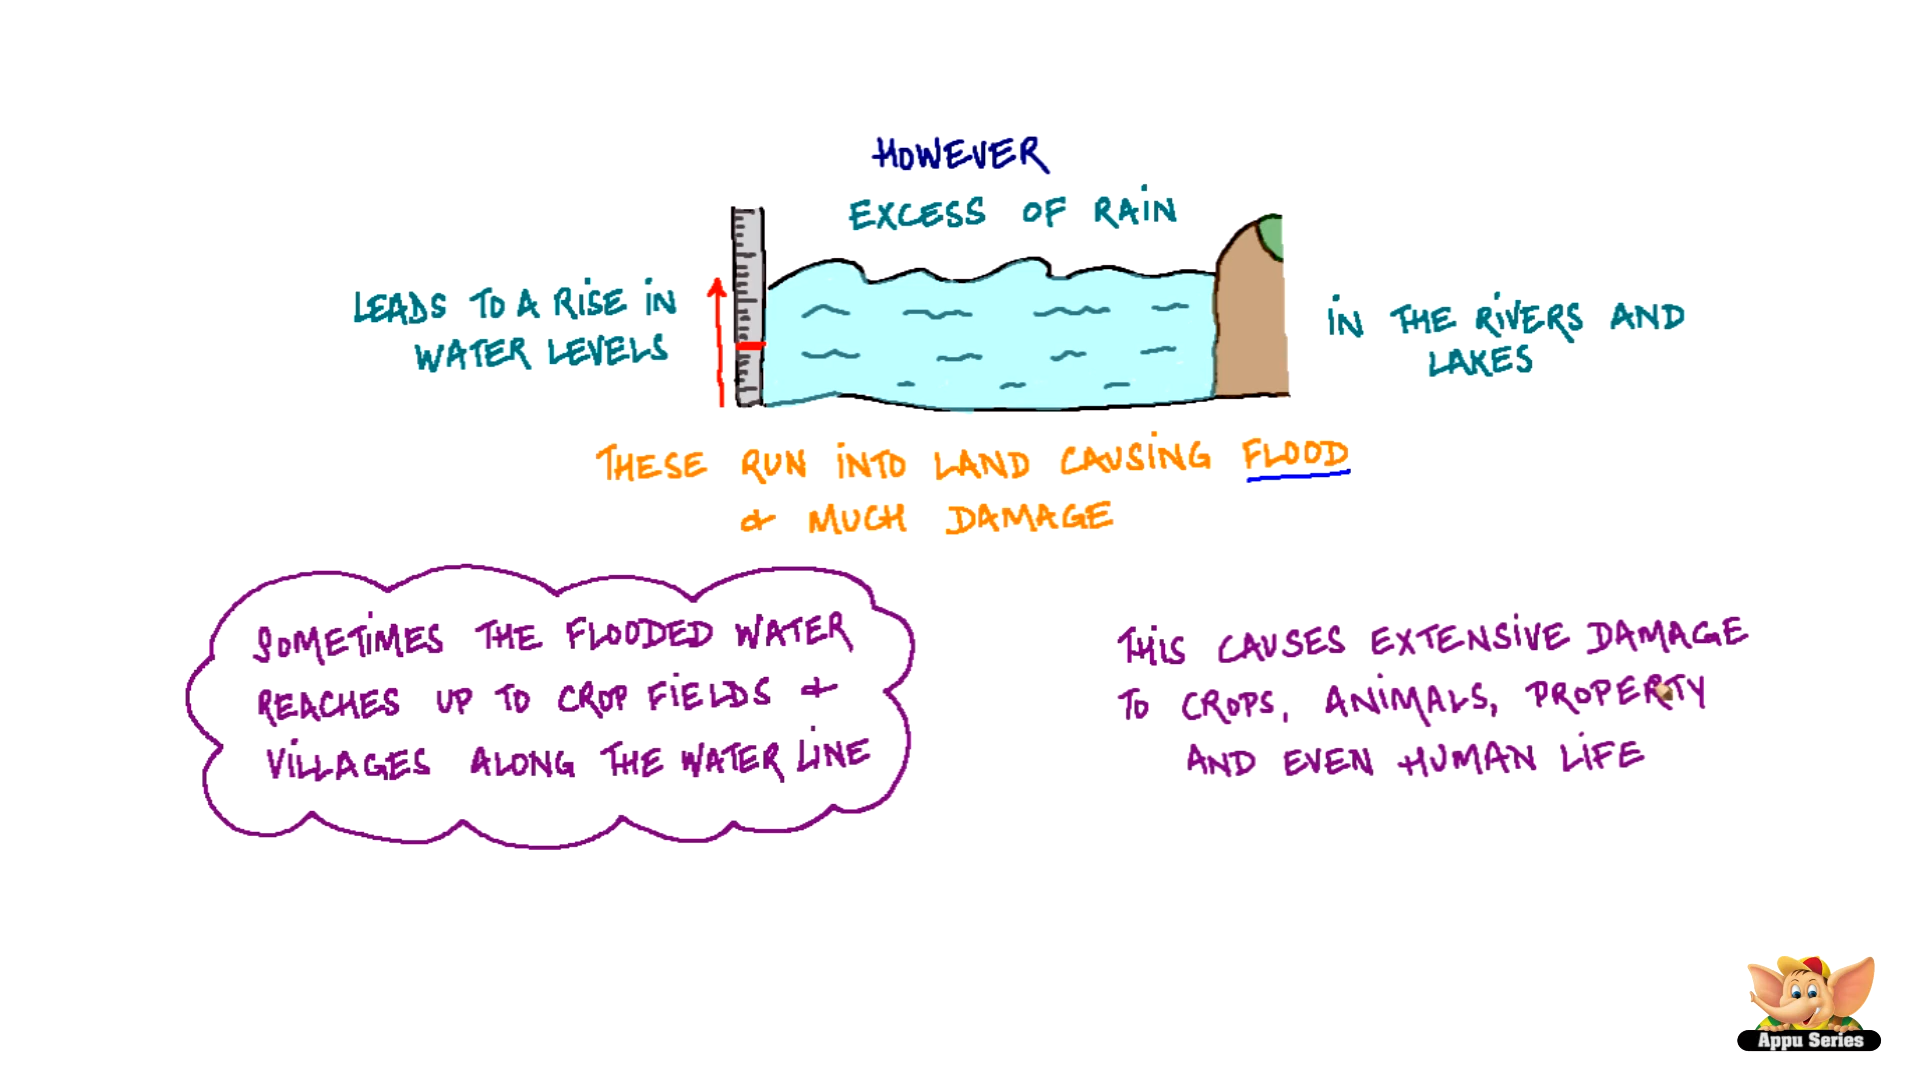 HOWEVER
EXCESS OF RAIN
LEADS TO A RISE IN
WATER LEVELS
IN THE RIVERS AND
LAKES
THESE RUN INTO LAND CAUSING FLOOD
& MUCH DAMAGE
SOMETIMES THE FLOODED WATER
REACHES UP TO CROP FIELDS &
VILLAGES ALONG THE WATER LINE
THIS CAUSES EXTENSIVE DAMAGE
TO CROPS, ANIMALS, PROPERTY
AND EVEN HUMAN LIFE
Appu Series